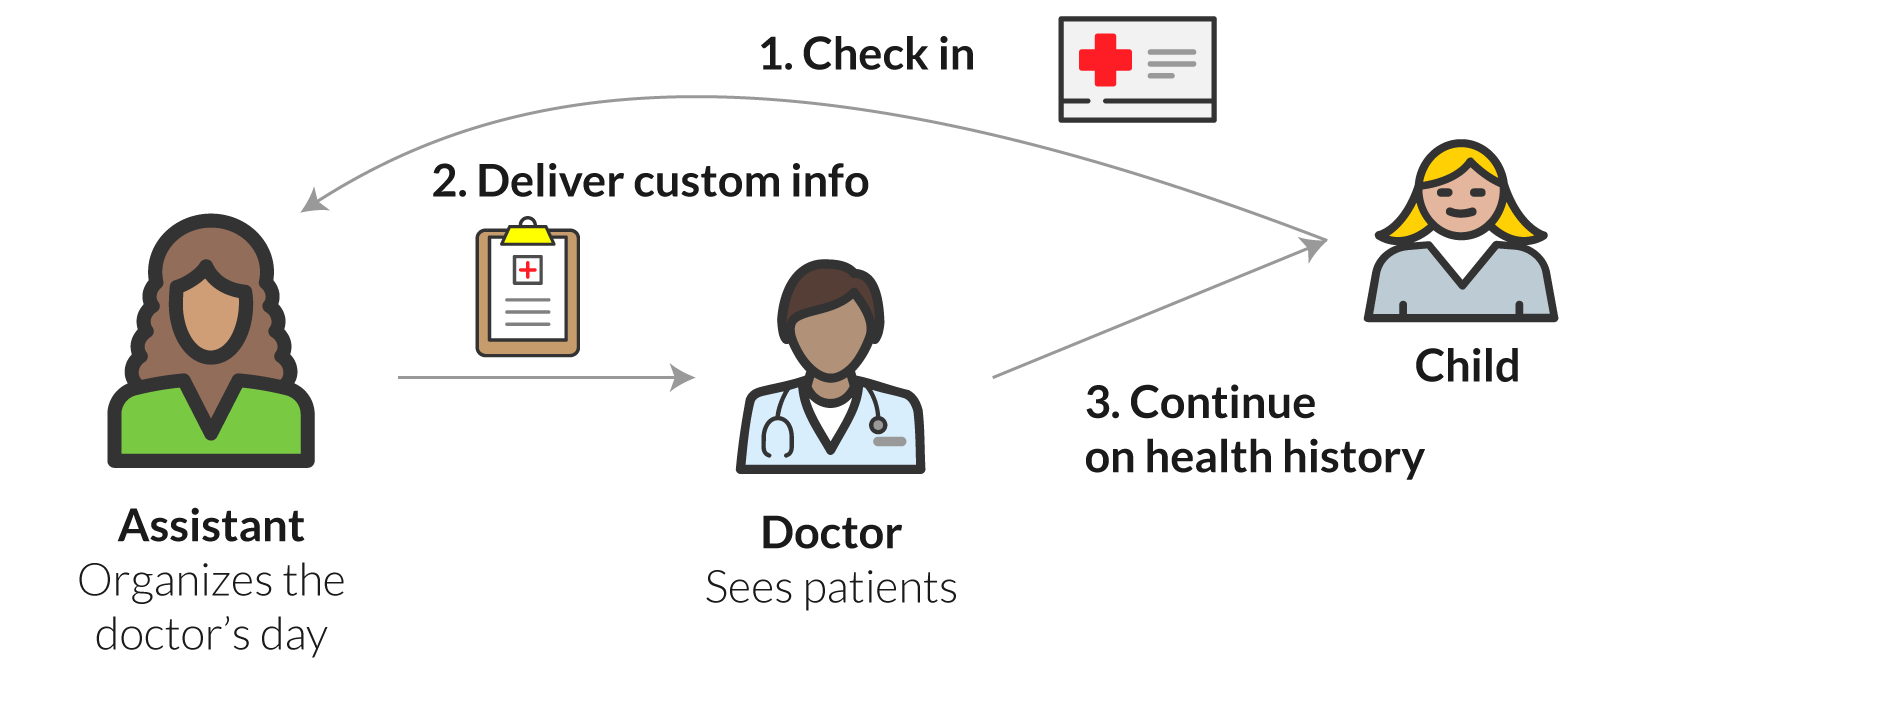 1. Check in
2. Deliver custom info
Child
3. Continue
on health history
Assistant
Organizes the
doctor’s day
Doctor
Sees patients